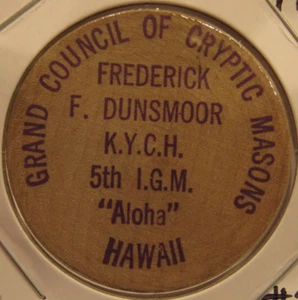 GRAND COUNCIL OF CRYPTIC MASONS
FREDERICK
F. DUNSMOOR
K.Y.C.H.
5th I.G.M.
"Aloha"
HAWAII